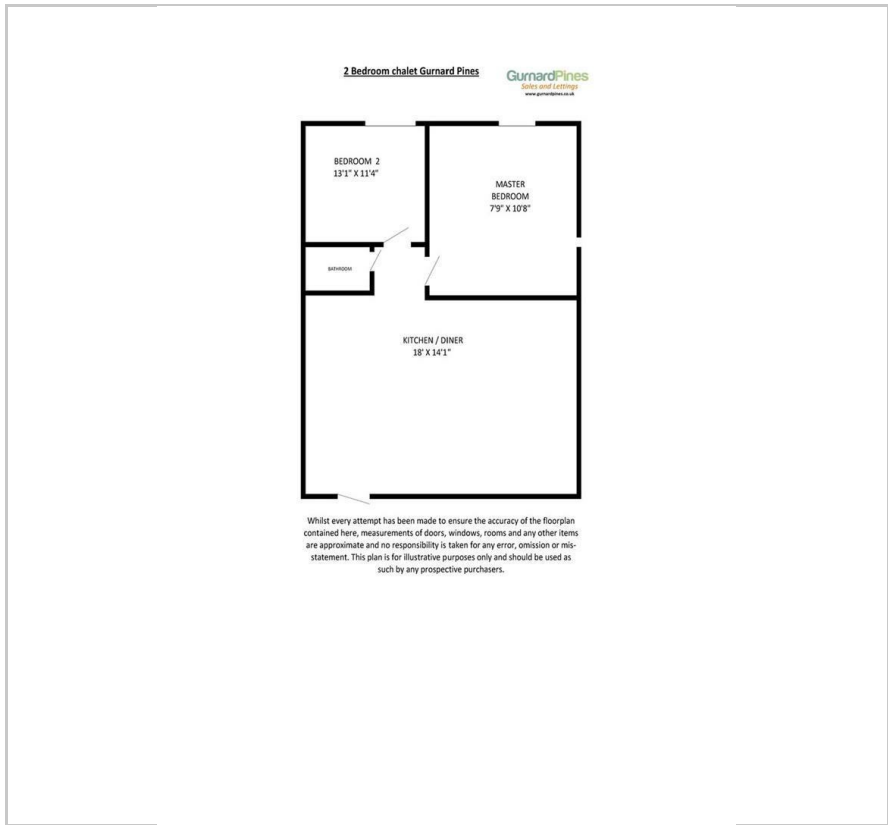 2 Bedroom chalet Gurnard Pines
GurnardPines
Sales and Lettings
www.gurnardpines.co.uk
BEDROOM 2
13'1" X 11'4"
MASTER
BEDROOM
7'9" X 10'8"
BATHROOM
KITCHEN / DINER
18' X 14'1"
Whilst every attempt has been made to ensure the accuracy of the floorplan
contained here, measurements of doors, windows, rooms and any other items
are approximate and no responsibility is taken for any error, omission or mis-
statement. This plan is for illustrative purposes only and should be used as
such by any prospective purchasers.